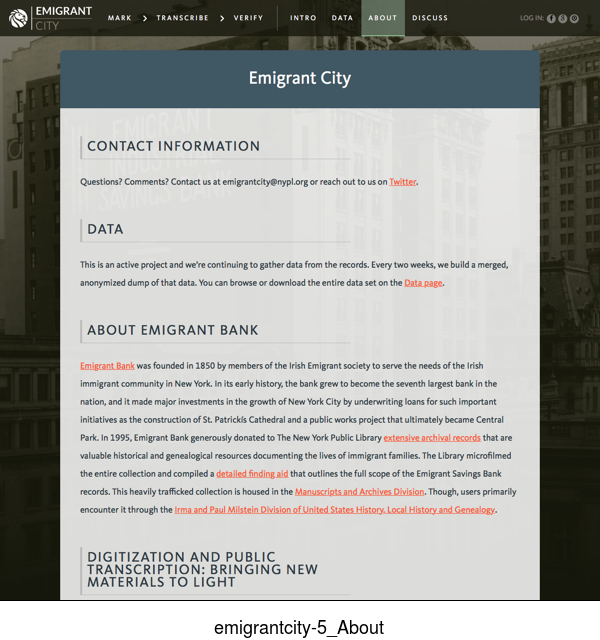 EMIGRANT
CITY
MARK > TRANSCRIBE > VERIFY INTRO DATA ABOUT DISCUSS LOG IN:
Emigrant City
CONTACT INFORMATION
Questions? Comments? Contact us at emigrantcity@nypl.org or reach out to us on Twitter.
DATA
This is an active project and we're continuing to gather data from the records. Every two weeks, we build a merged,
anonymized dump of that data. You can browse or download the entire data set on the Data page.
ABOUT EMIGRANT BANK
Emigrant Bank was founded in 1850 by members of the Irish Emigrant society to serve the needs of the Irish
immigrant community in New York. In its early history, the bank grew to become the seventh largest bank in the
nation, and it made major investments in the growth of New York City by underwriting loans for such important
initiatives as the construction of St. Patrickís Cathedral and a public works project that ultimately became Central
Park. In 1995, Emigrant Bank generously donated to The New York Public Library extensive archival records that are
valuable historical and genealogical resources documenting the lives of immigrant families. The Library microfilmed
the entire collection and compiled a detailed finding aid that outlines the full scope of the Emigrant Savings Bank
records. This heavily trafficked collection is housed in the Manuscripts and Archives Division. Though, users primarily
encounter it through the Irma and Paul Milstein Division of United States History, Local History and Genealogy.
DIGITIZATION AND PUBLIC
TRANSCRIPTION: BRINGING NEW
MATERIALS TO LIGHT
EMIGRANT
INDUSTRIAL
SAVINGS BANK
emigrantcity-5_About